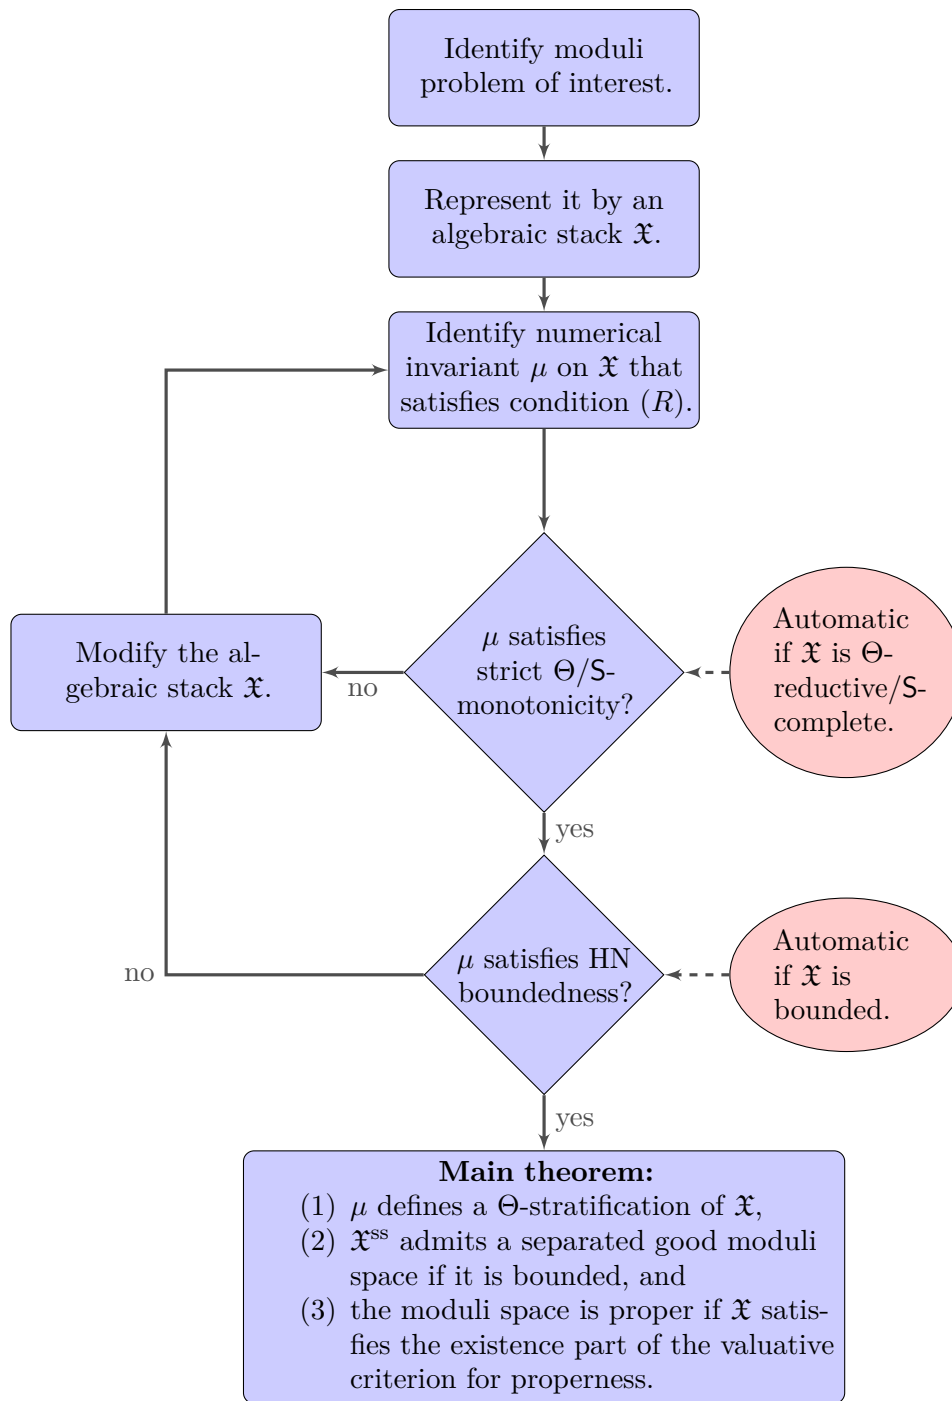 Identify moduli
problem of interest.
Represent it by an
algebraic stack 𝔛.
Identify numerical
invariant μ on 𝔛 that
satisfies condition (R).
μ satisfies
strict Θ/S-
monotonicity?
Automatic
if 𝔛 is Θ-
reductive/S-
complete.
Modify the al-
gebraic stack 𝔛.
no
yes
μ satisfies HN
boundedness?
Automatic
if 𝔛 is
bounded.
no
yes
Main theorem:
(1) μ defines a Θ-stratification of 𝔛,
(2) 𝔛^ss admits a separated good moduli
space if it is bounded, and
(3) the moduli space is proper if 𝔛 satis-
fies the existence part of the valuative
criterion for properness.